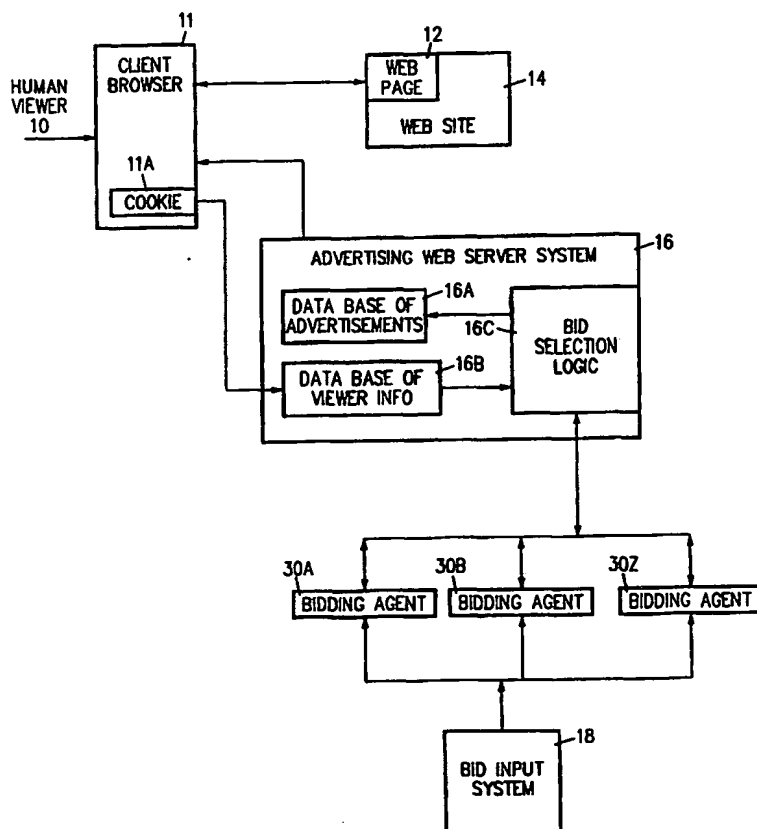 11
CLIENT
BROWSER
HUMAN
VIEWER
10
11A
COOKIE
12
WEB
PAGE
14
WEB SITE
ADVERTISING WEB SERVER SYSTEM
16
16A
DATA BASE OF
ADVERTISEMENTS
16C
BID
SELECTION
LOGIC
16B
DATA BASE OF
VIEWER INFO
30A
BIDDING AGENT
30B
BIDDING AGENT
30Z
BIDDING AGENT
18
BID INPUT
SYSTEM